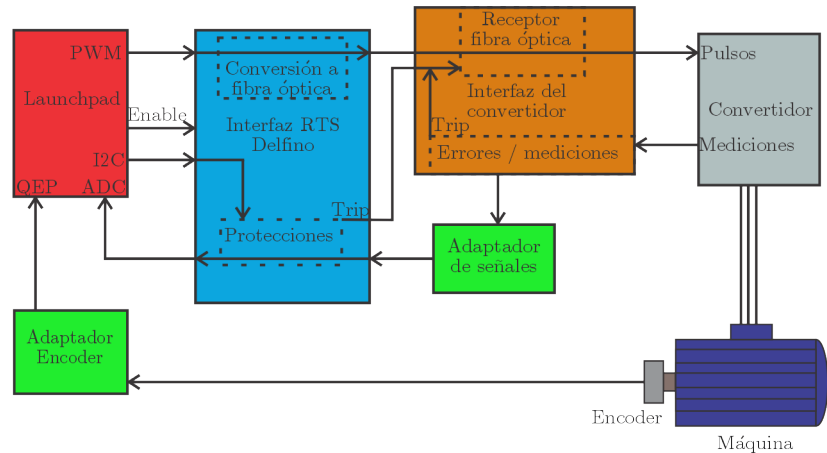 PWM
Launchpad
Enable
I2C
QEP
ADC
Conversión a
fibra óptica
Interfaz RTS
Delfino
Trip
Protecciones
Receptor
fibra óptica
Interfaz del
convertidor
Trip
Errores / mediciones
Pulsos
Convertidor
Mediciones
Adaptador
de señales
Adaptador
Encoder
Encoder
Máquina